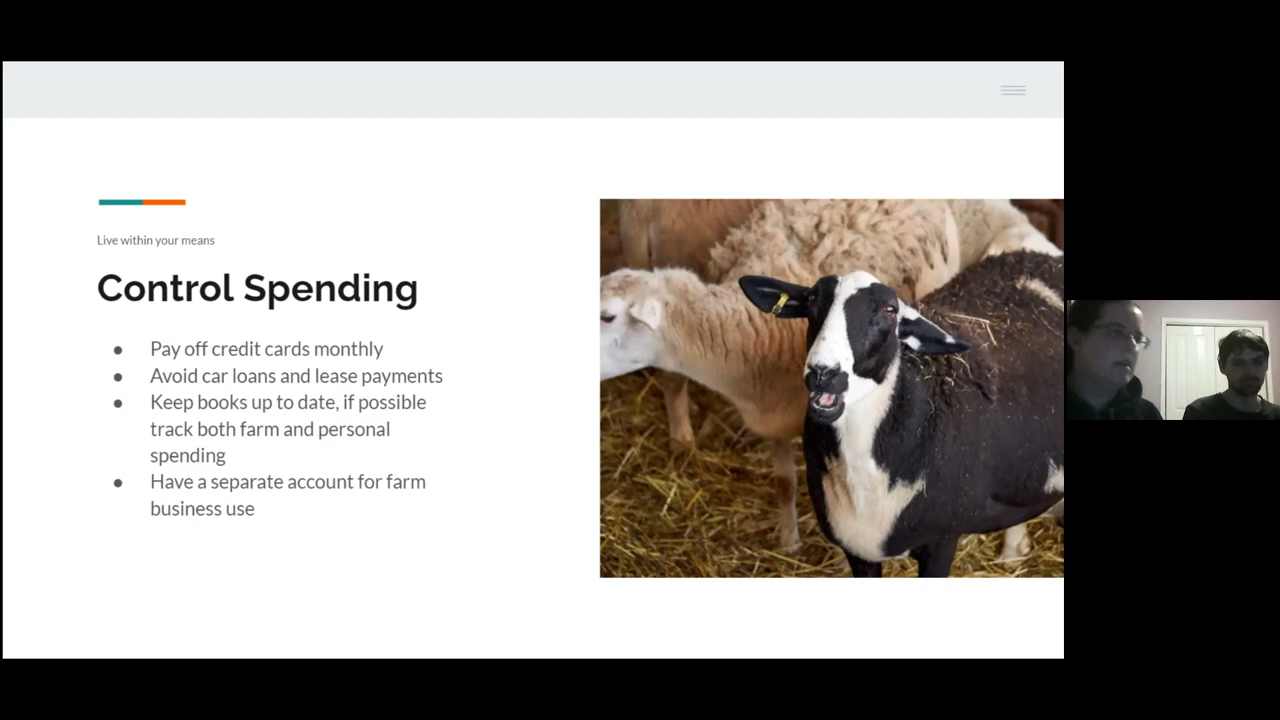 Live within your means
Control Spending
● Pay off credit cards monthly
● Avoid car loans and lease payments
● Keep books up to date, if possible
track both farm and personal
spending
● Have a separate account for farm
business use